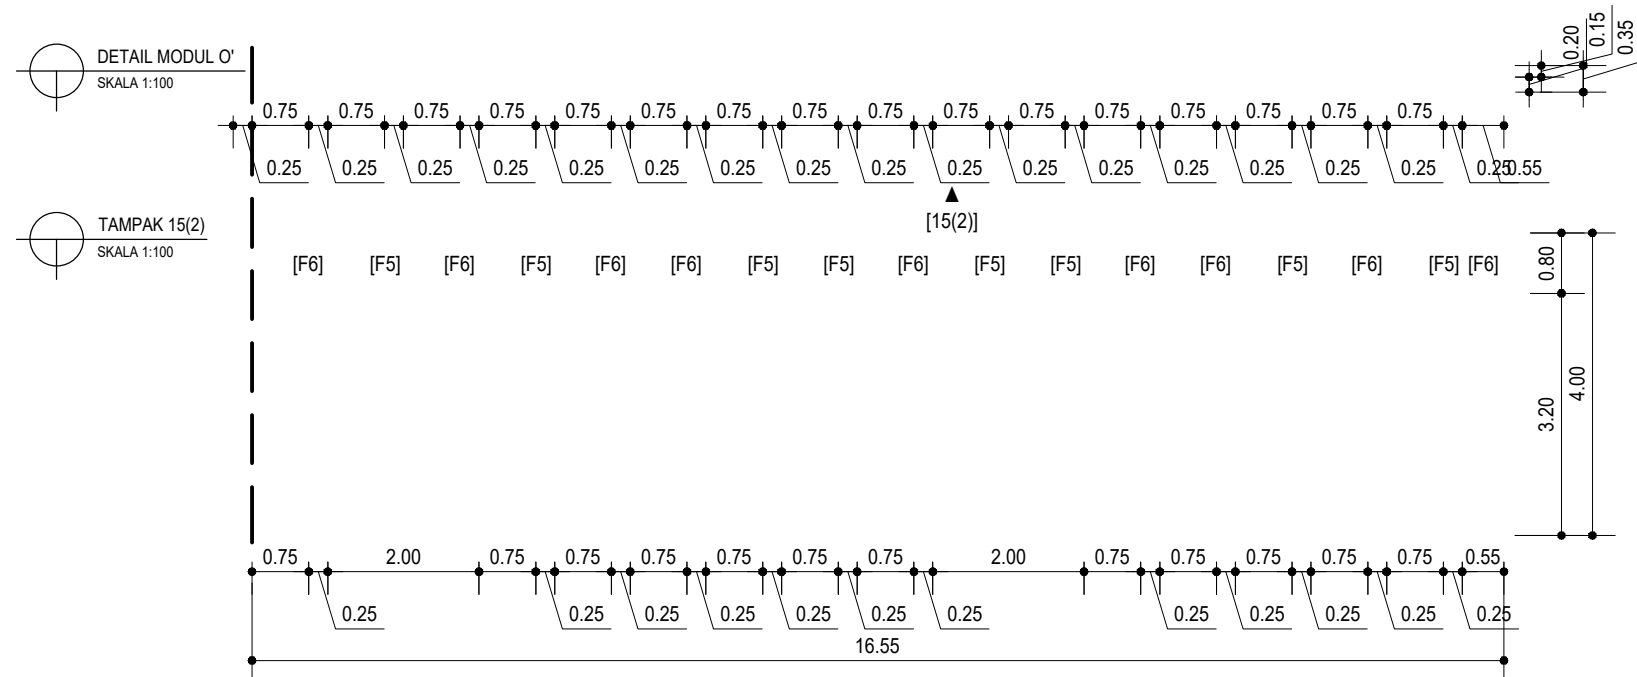 DETAIL MODUL O'
SKALA 1:100
0.20 0.15 0.35
0.75 0.75 0.75 0.75 0.75 0.75 0.75 0.75 0.75 0.75 0.75 0.75 0.75 0.75 0.75 0.75
0.25 0.25 0.25 0.25 0.25 0.25 0.25 0.25 0.25 0.25 0.25 0.25 0.25 0.25 0.25 0.25 0.25 0.55
[15(2)]
TAMPAK 15(2)
SKALA 1:100
[F6] [F5] [F6] [F5] [F6] [F6] [F5] [F5] [F6] [F5] [F5] [F6] [F6] [F5] [F6] [F5] [F6]
0.80
3.20
4.00
0.75 2.00 0.75 0.75 0.75 0.75 0.75 0.75 2.00 0.75 0.75 0.75 0.75 0.75 0.55
0.25 0.25 0.25 0.25 0.25 0.25 0.25 0.25 0.25 0.25 0.25 0.25
16.55